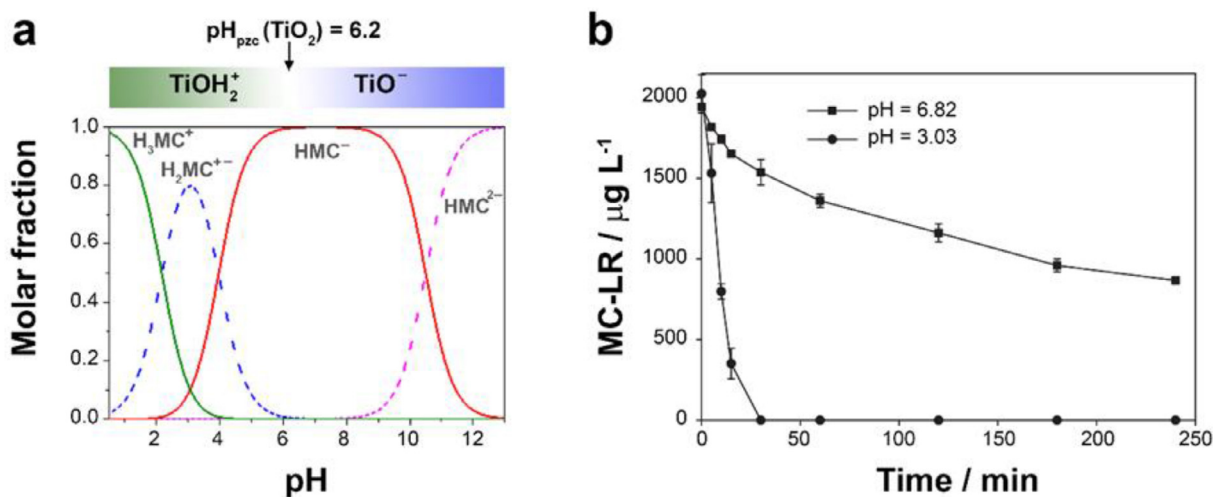 a
pH_pzc (TiO₂) = 6.2
TiOH₂⁺ TiO⁻
H₃MC⁺
H₂MC⁺⁻
HMC⁻
HMC²⁻
Molar fraction
1.0
0.8
0.6
0.4
0.2
0.0
2 4 6 8 10 12
pH
b
pH = 6.82
pH = 3.03
MC-LR / μg L⁻¹
2000
1500
1000
500
0
0 50 100 150 200 250
Time / min